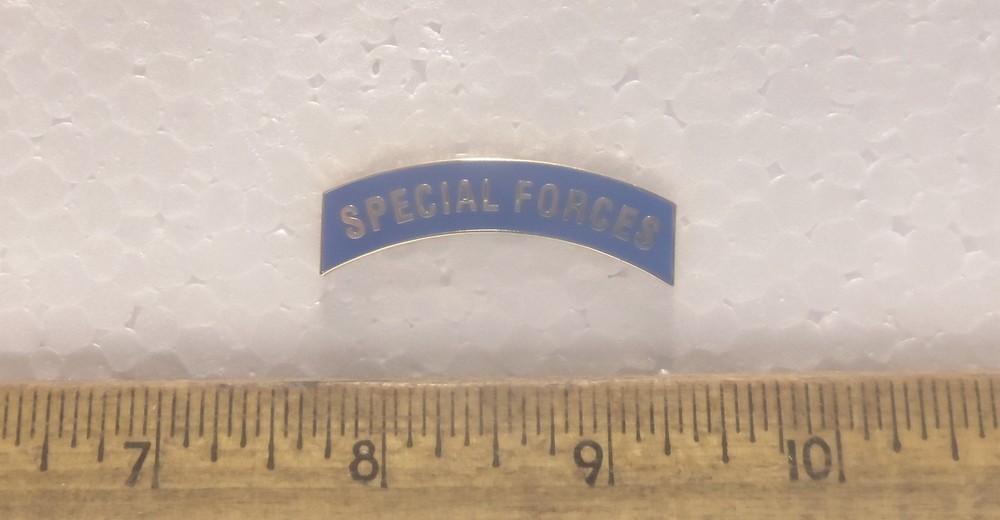 SPECIAL FORCES
7 8 9 10